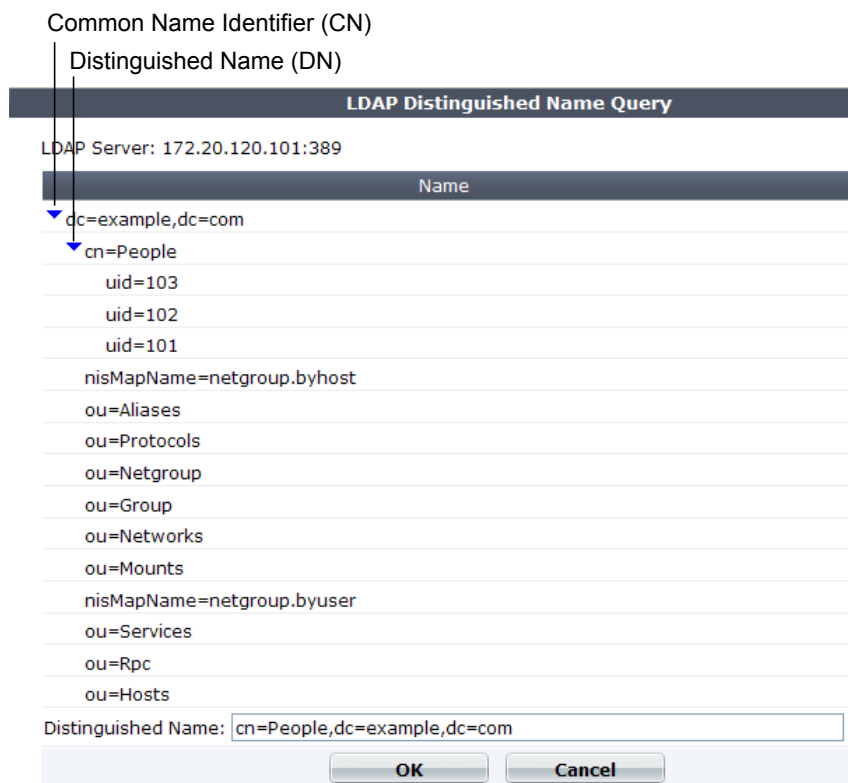 Common Name Identifier (CN)
Distinguished Name (DN)
LDAP Distinguished Name Query
LDAP Server: 172.20.120.101:389
Name
dc=example,dc=com
cn=People
uid=103
uid=102
uid=101
nisMapName=netgroup.byhost
ou=Aliases
ou=Protocols
ou=Netgroup
ou=Group
ou=Networks
ou=Mounts
nisMapName=netgroup.byuser
ou=Services
ou=Rpc
ou=Hosts
Distinguished Name: cn=People,dc=example,dc=com
OK Cancel